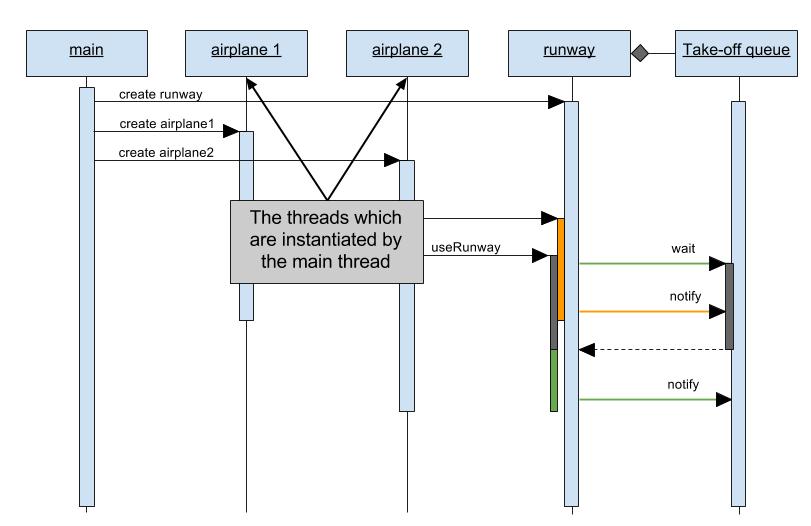 main
airplane 1
airplane 2
runway
Take-off queue
create runway
create airplane1
create airplane2
The threads which
are instantiated by
the main thread
useRunway
wait
notify
notify